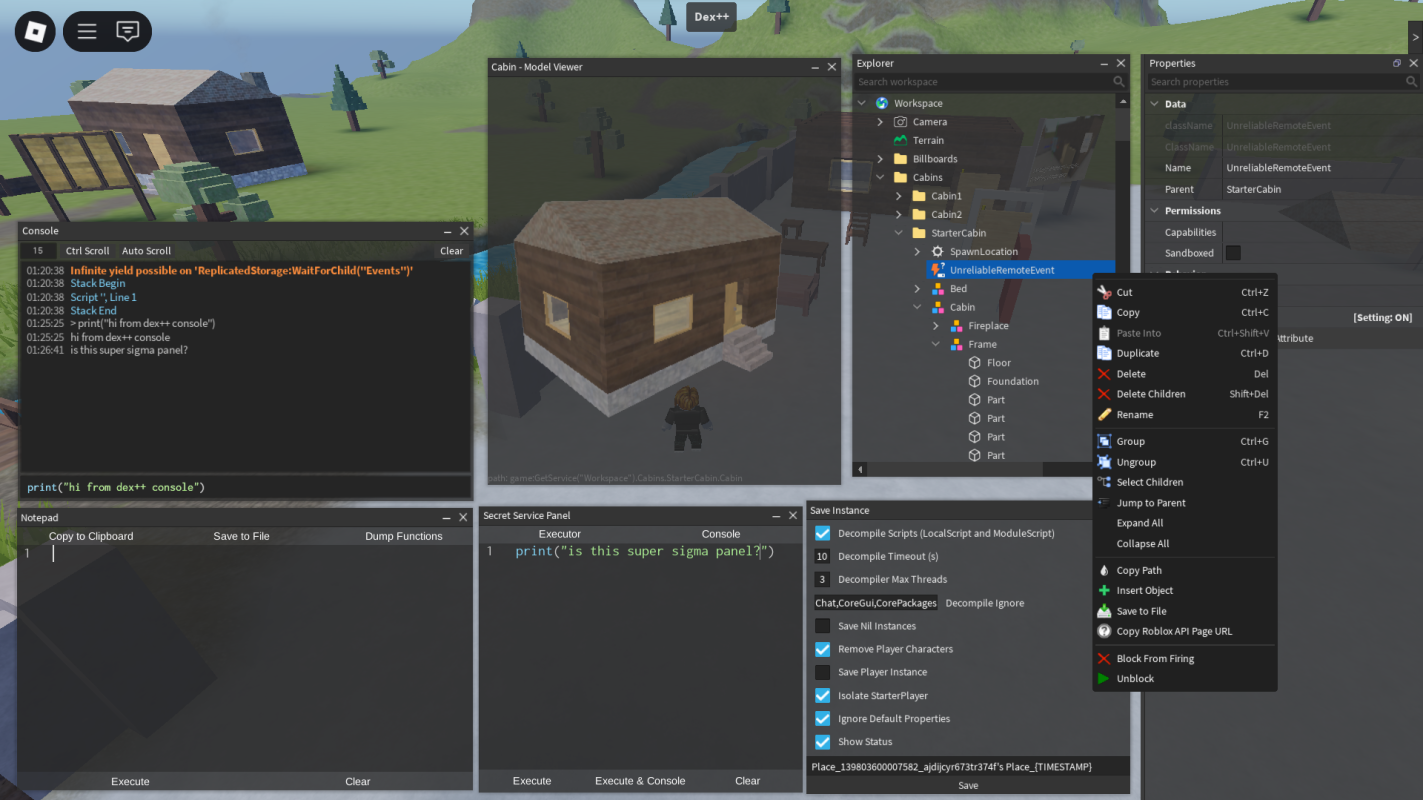 Dex++
>
Cabin - Model Viewer
path: game:GetService("Workspace").Cabins.StarterCabin.Cabin
Explorer
Search workspace
Workspace
Camera
Terrain
Billboards
Cabins
Cabin1
Cabin2
StarterCabin
SpawnLocation
UnreliableRemoteEvent
Bed
Cabin
Fireplace
Frame
Floor
Foundation
Part
Part
Part
Part
Properties
Search properties
Data
className UnreliableRemoteEvent
ClassName UnreliableRemoteEvent
Name UnreliableRemoteEvent
Parent StarterCabin
Permissions
Capabilities
Sandboxed
[Setting: ON]
Attribute
Cut Ctrl+Z
Copy Ctrl+C
Paste Into Ctrl+Shift+V
Duplicate Ctrl+D
Delete Del
Delete Children Shift+Del
Rename F2
Group Ctrl+G
Ungroup Ctrl+U
Select Children
Jump to Parent
Expand All
Collapse All
Copy Path
Insert Object
Save to File
Copy Roblox API Page URL
Block From Firing
Unblock
Console
15 Ctrl Scroll Auto Scroll Clear
01:20:38 Infinite yield possible on 'ReplicatedStorage:WaitForChild("Events")'
01:20:38 Stack Begin
01:20:38 Script '', Line 1
01:20:38 Stack End
01:25:25 > print("hi from dex++ console")
01:25:25 hi from dex++ console
01:26:41 is this super sigma panel?
print("hi from dex++ console")
Notepad
Copy to Clipboard Save to File Dump Functions
1
Execute Clear
Secret Service Panel
Executor Console
1 print("is this super sigma panel?")
Execute Execute & Console Clear
Save Instance
Decompile Scripts (LocalScript and ModuleScript)
10 Decompile Timeout (s)
3 Decompiler Max Threads
Chat,CoreGui,CorePackages Decompile Ignore
Save Nil Instances
Remove Player Characters
Save Player Instance
Isolate StarterPlayer
Ignore Default Properties
Show Status
Place_139803600007582_ajdijcyr673tr374f's Place_{TIMESTAMP}
Save